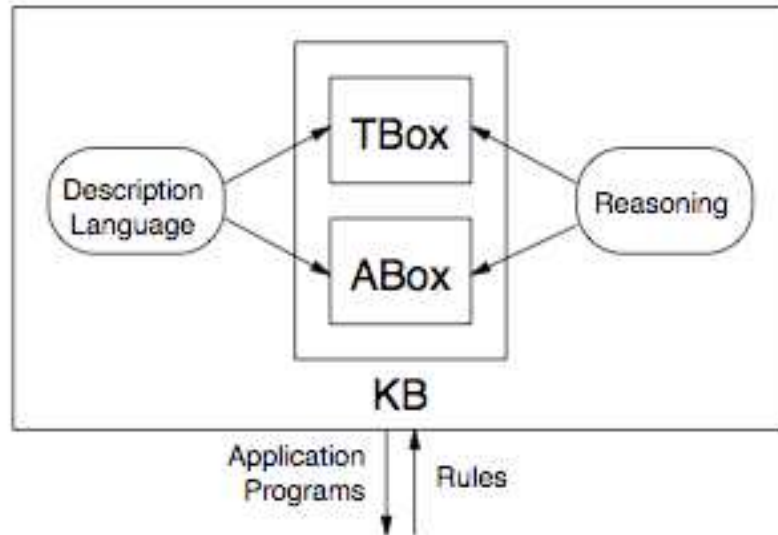 TBox
Description
Language
Reasoning
ABox
KB
Application
Programs
Rules